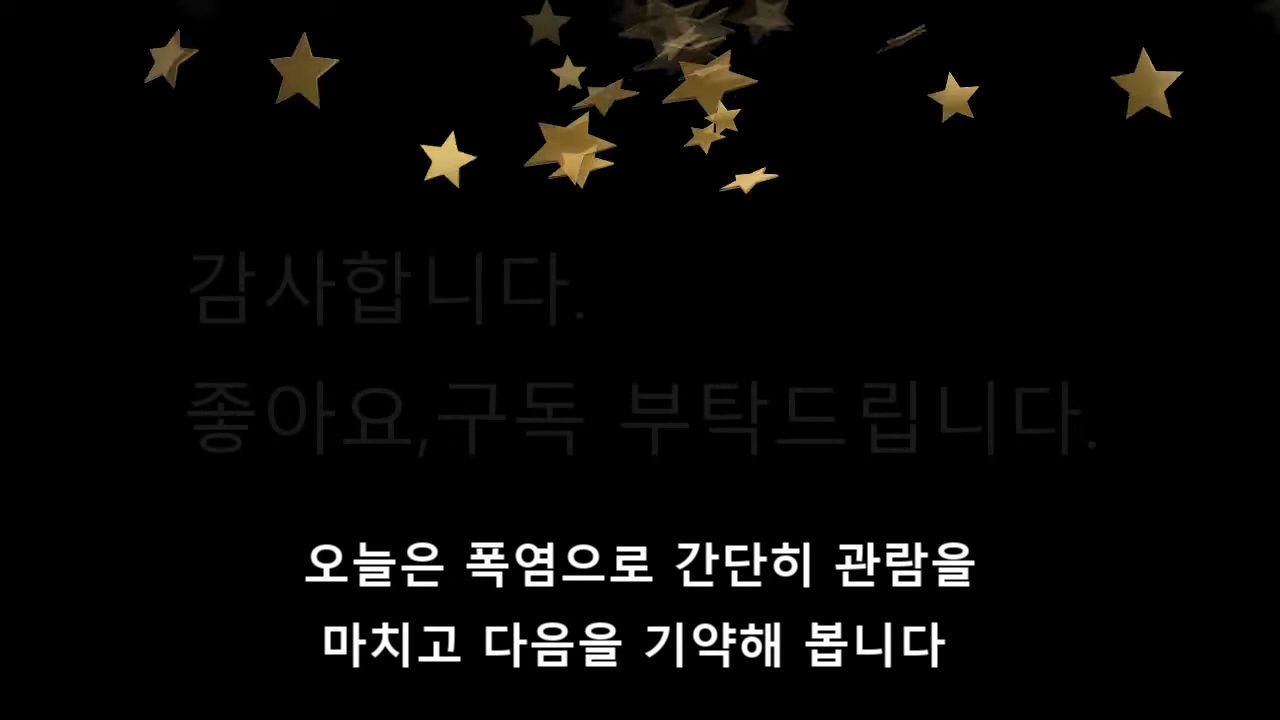 감사합니다.
좋아요,구독 부탁드립니다.
오늘은 폭염으로 간단히 관람을
마치고 다음을 기약해 봅니다